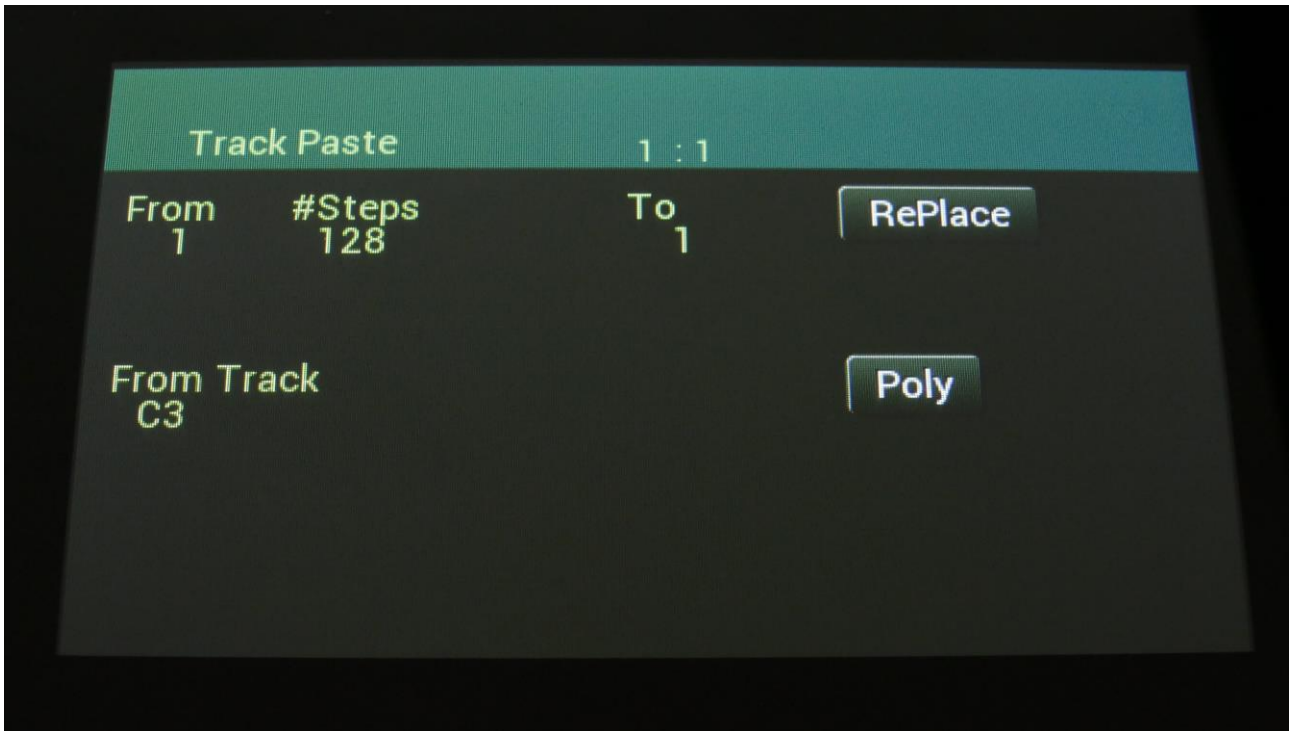 Track Paste 1 : 1
From #Steps To RePlace
1 128 1
From Track Poly
C3